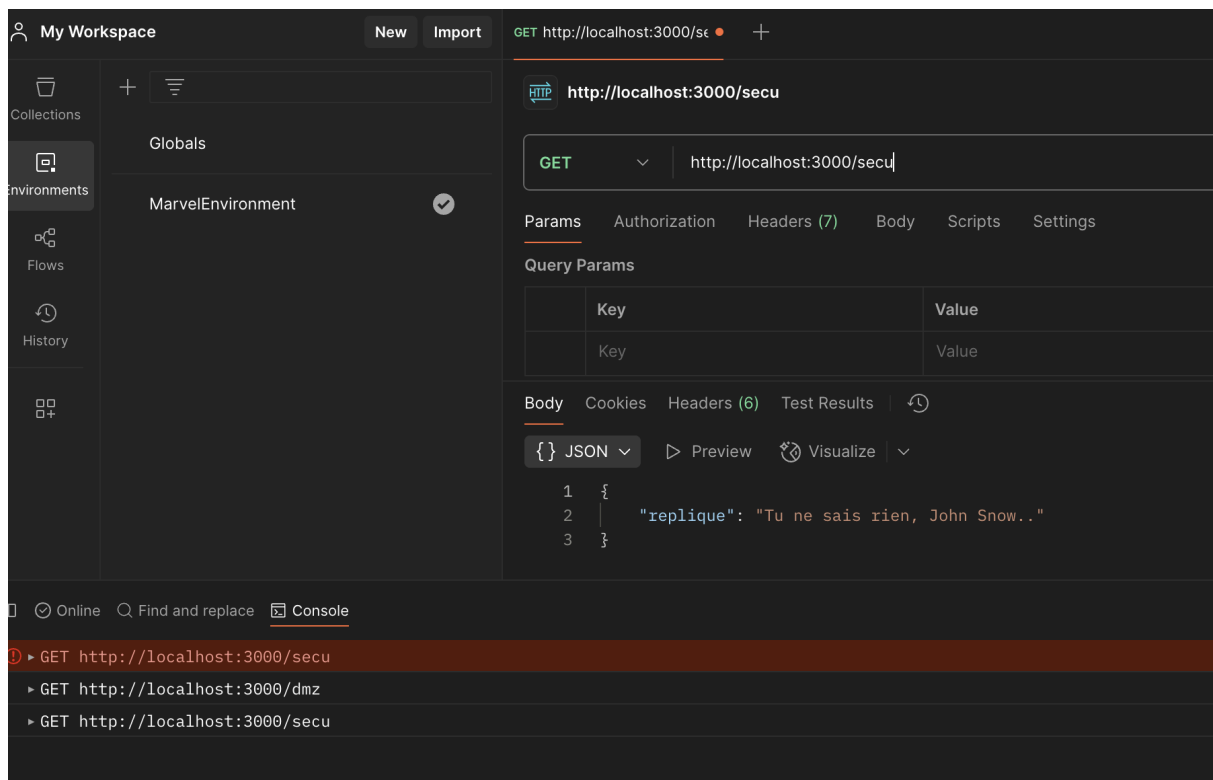 My Workspace
New
Import
GET http://localhost:3000/se
Collections
Environments
Flows
History
Globals
MarvelEnvironment
HTTP http://localhost:3000/secu
GET http://localhost:3000/secu
Params Authorization Headers (7) Body Scripts Settings
Query Params
Key Value
Key Value
Body Cookies Headers (6) Test Results
{} JSON Preview Visualize
1 {
2 "replique": "Tu ne sais rien, John Snow.."
3 }
Online Find and replace Console
GET http://localhost:3000/secu
GET http://localhost:3000/dmz
GET http://localhost:3000/secu